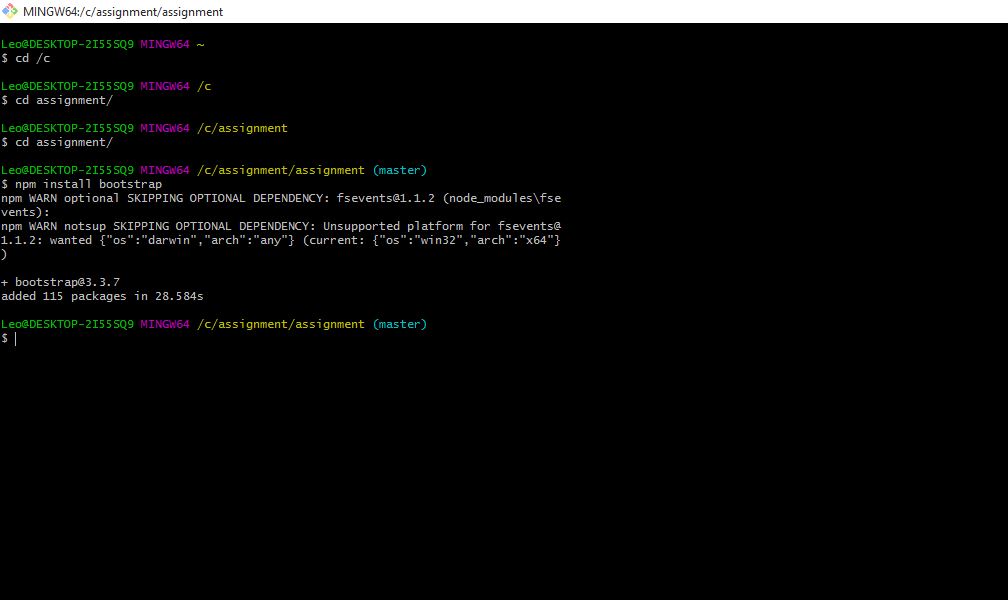 MINGW64:/c/assignment/assignment
Leo@DESKTOP-2I55SQ9 MINGW64 ~
$ cd /c
Leo@DESKTOP-2I55SQ9 MINGW64 /c
$ cd assignment/
Leo@DESKTOP-2I55SQ9 MINGW64 /c/assignment
$ cd assignment/
Leo@DESKTOP-2I55SQ9 MINGW64 /c/assignment/assignment (master)
$ npm install bootstrap
npm WARN optional SKIPPING OPTIONAL DEPENDENCY: fsevents@1.1.2 (node_modules\fse
vents):
npm WARN notsup SKIPPING OPTIONAL DEPENDENCY: Unsupported platform for fsevents@
1.1.2: wanted {"os":"darwin","arch":"any"} (current: {"os":"win32","arch":"x64"}
)
+ bootstrap@3.3.7
added 115 packages in 28.584s
Leo@DESKTOP-2I55SQ9 MINGW64 /c/assignment/assignment (master)
$